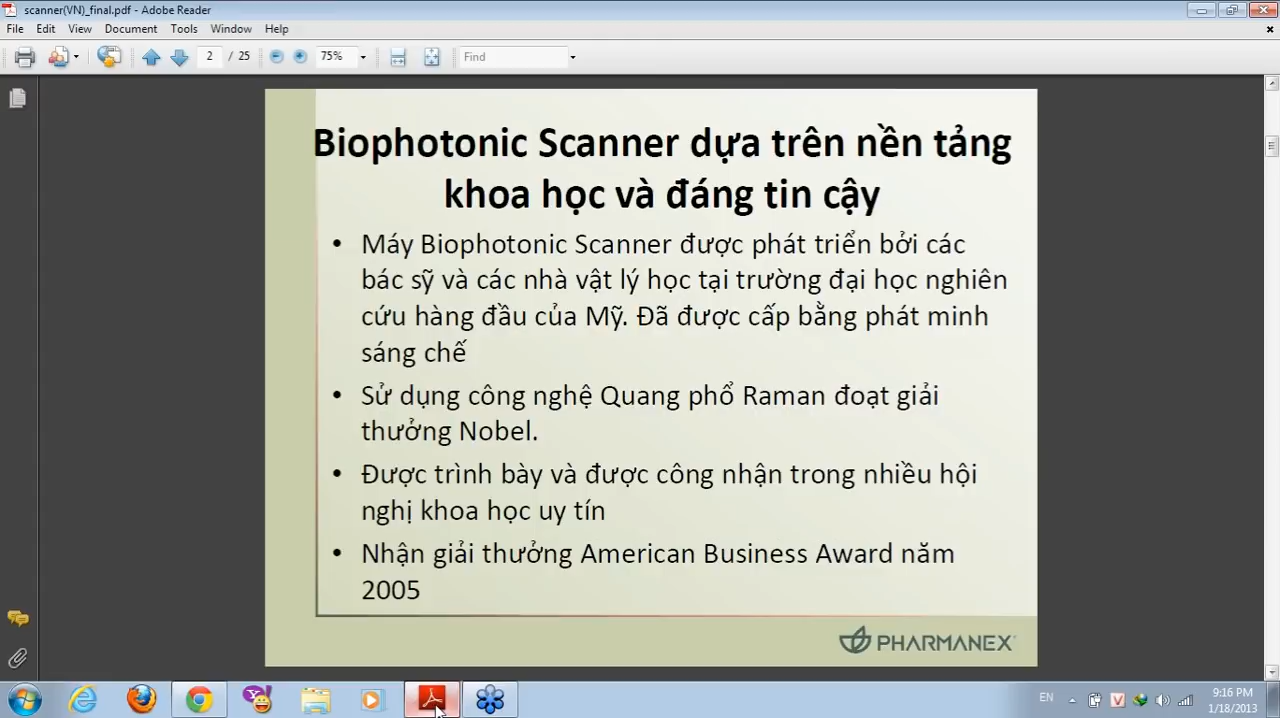 scanner(VN)_final.pdf - Adobe Reader
File Edit View Document Tools Window Help
2 / 25 75% Find
Biophotonic Scanner dựa trên nền tảng
khoa học và đáng tin cậy
• Máy Biophotonic Scanner được phát triển bởi các
bác sỹ và các nhà vật lý học tại trường đại học nghiên
cứu hàng đầu của Mỹ. Đã được cấp bằng phát minh
sáng chế
• Sử dụng công nghệ Quang phổ Raman đoạt giải
thưởng Nobel.
• Được trình bày và được công nhận trong nhiều hội
nghị khoa học uy tín
• Nhận giải thưởng American Business Award năm
2005
PHARMANEX
EN
9:16 PM
1/18/2013